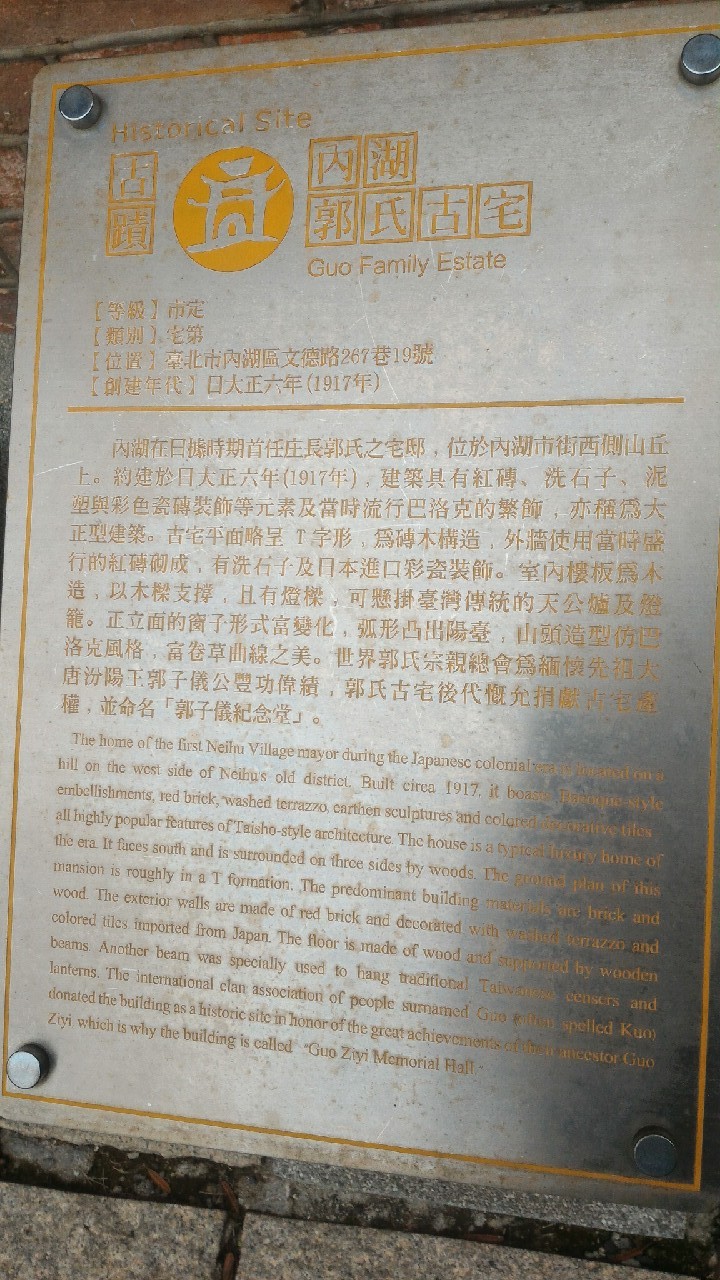 Historical Site
古蹟
內湖
郭氏古宅
Guo Family Estate
【等級】市定
【類別】宅第
【位置】臺北市內湖區文德路267巷19號
【創建年代】日大正六年(1917年)
內湖在日據時期首任庄長郭氏之宅邸，位於內湖市街西側山丘
上。約建於日大正六年(1917年)，建築具有紅磚、洗石子、泥
塑與彩色瓷磚裝飾等元素及當時流行巴洛克的繁飾，亦稱為大
正型建築。古宅平面略呈 T字形，為磚木構造，外牆使用當時盛
行的紅磚砌成，有洗石子及日本進口彩瓷裝飾。室內樓板為木
造，以木樑支撐，且有燈樑，可懸掛臺灣傳統的天公爐及燈
籠。正立面的窗子形式富變化，弧形凸出陽臺，山頭造型仿巴
洛克風格，富卷草曲線之美。世界郭氏宗親總會為緬懷先祖大
唐汾陽王郭子儀公豐功偉績，郭氏古宅後代慨允捐獻古宅產
權，並命名「郭子儀紀念堂」。
The home of the first Neihu Village mayor during the Japanese colonial era is located on a
hill on the west side of Neihu's old district. Built circa 1917, it boasts Baroque-style
embellishments, red brick, washed terrazzo, earthen sculptures and colored decorative tiles
all highly popular features of Taisho-style architecture. The house is a typical luxury home of
the era. It faces south and is surrounded on three sides by woods. The ground plan of this
mansion is roughly in a T formation. The predominant building materials are brick and
wood. The exterior walls are made of red brick and decorated with washed terrazzo and
colored tiles imported from Japan. The floor is made of wood and supported by wooden
beams. Another beam was specially used to hang traditional Taiwanese censers and
lanterns. The international clan association of people surnamed Guo (often spelled Kuo)
donated the building as a historic site in honor of the great achievements of their ancestor Guo
Ziyi which is why the building is called "Guo Ziyi Memorial Hall."